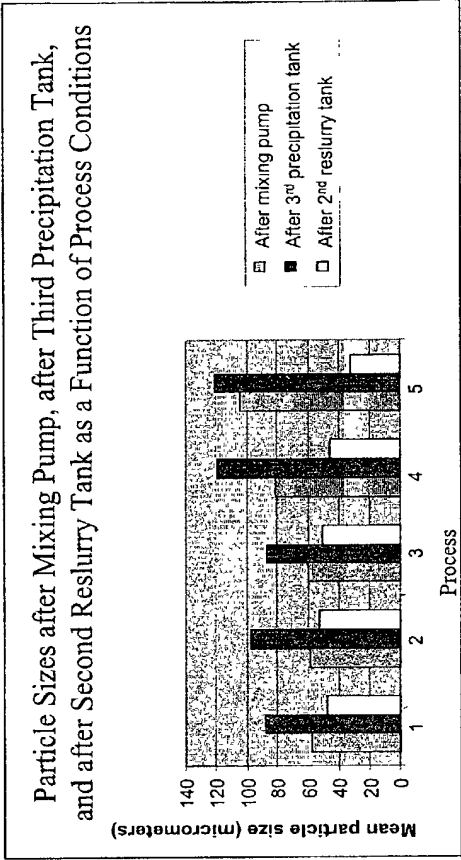 Particle Sizes after Mixing Pump, after Third Precipitation Tank,
and after Second Reslurry Tank as a Function of Process Conditions
Mean particle size (micrometers)
140
120
100
80
60
40
20
0
1
2
3
4
5
Process
After mixing pump
After 3rd precipitation tank
After 2nd reslurry tank